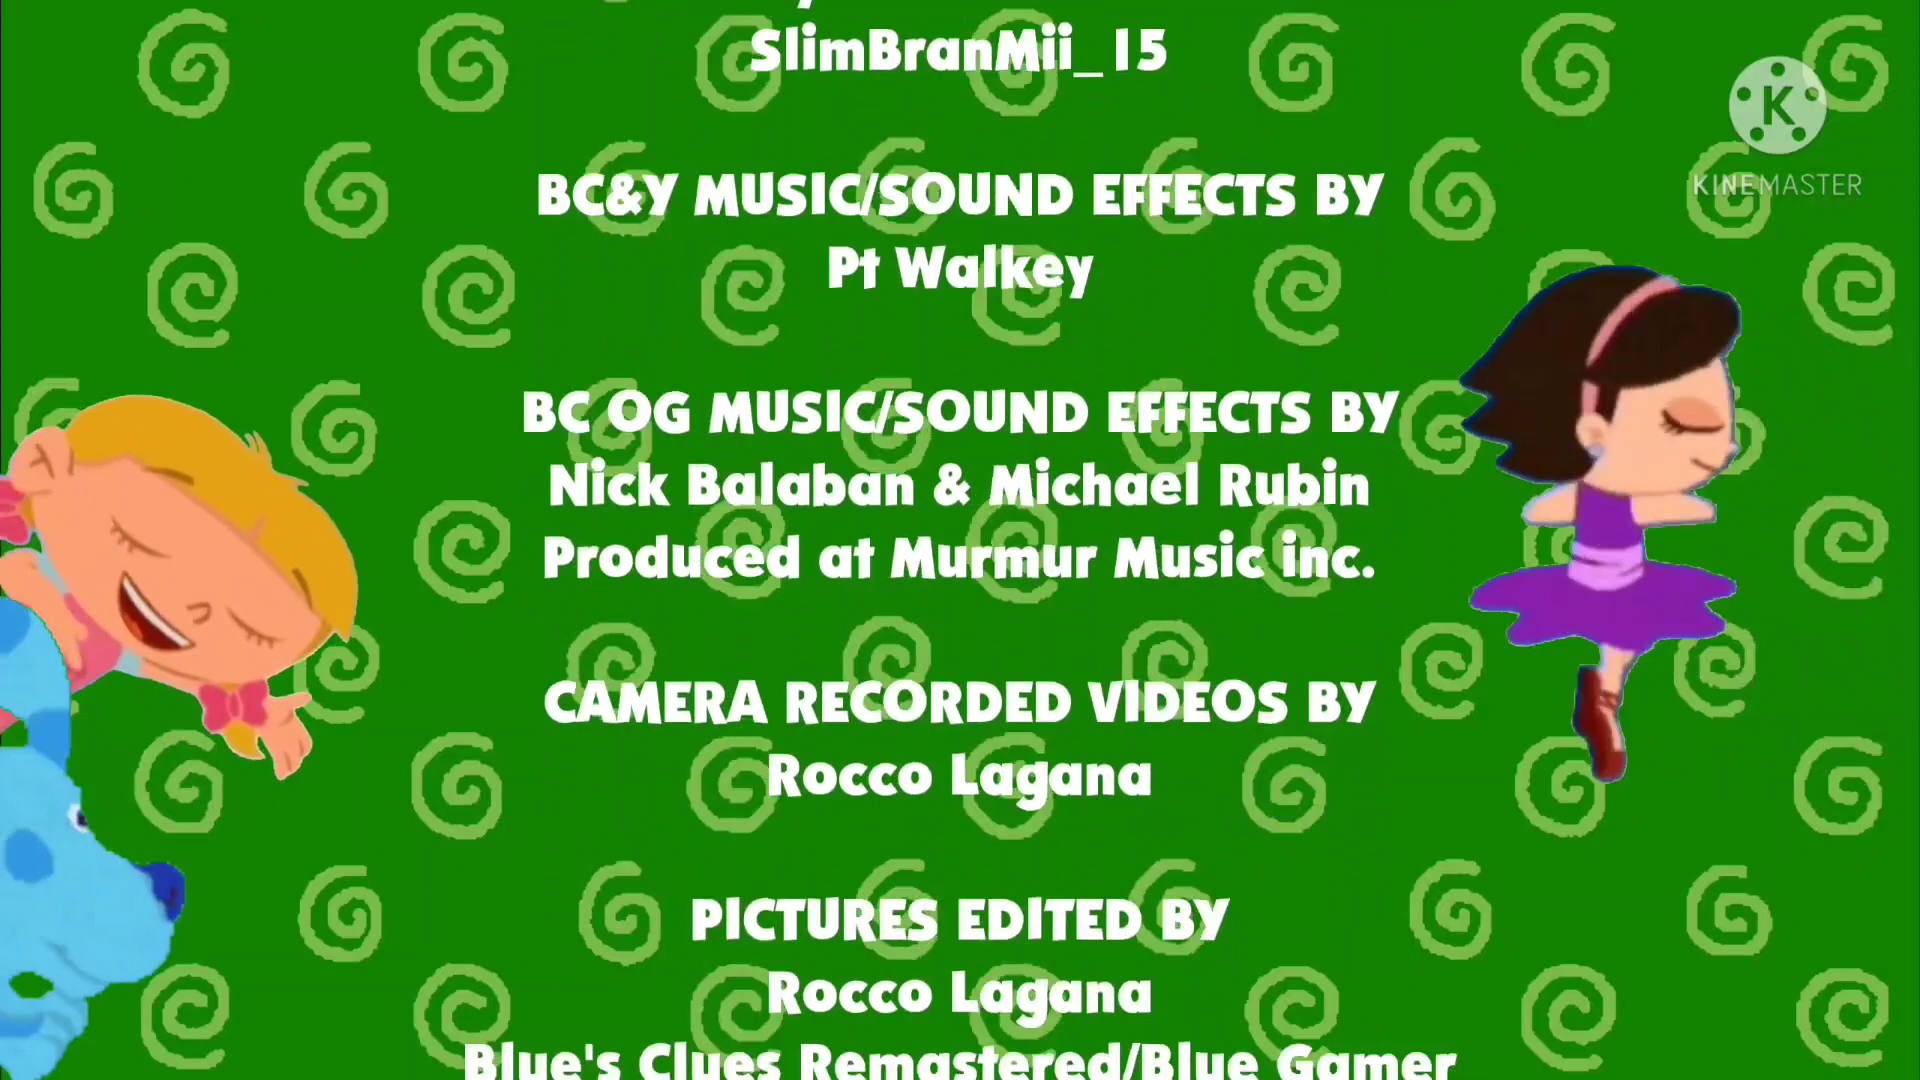 SlimBranMii_15
K
KINEMASTER
BC&Y MUSIC/SOUND EFFECTS BY
Pt Walkey
BC OG MUSIC/SOUND EFFECTS BY
Nick Balaban & Michael Rubin
Produced at Murmur Music inc.
CAMERA RECORDED VIDEOS BY
Rocco Lagana
PICTURES EDITED BY
Rocco Lagana
Blue's Clues Remastered/Blue Gamer